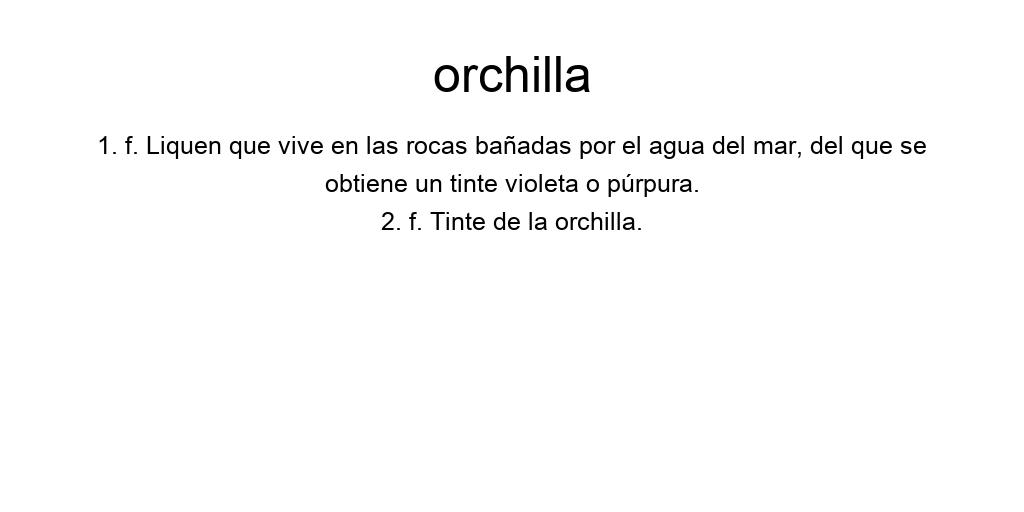 orchilla
1. f. Liquen que vive en las rocas bañadas por el agua del mar, del que se
obtiene un tinte violeta o púrpura.
2. f. Tinte de la orchilla.